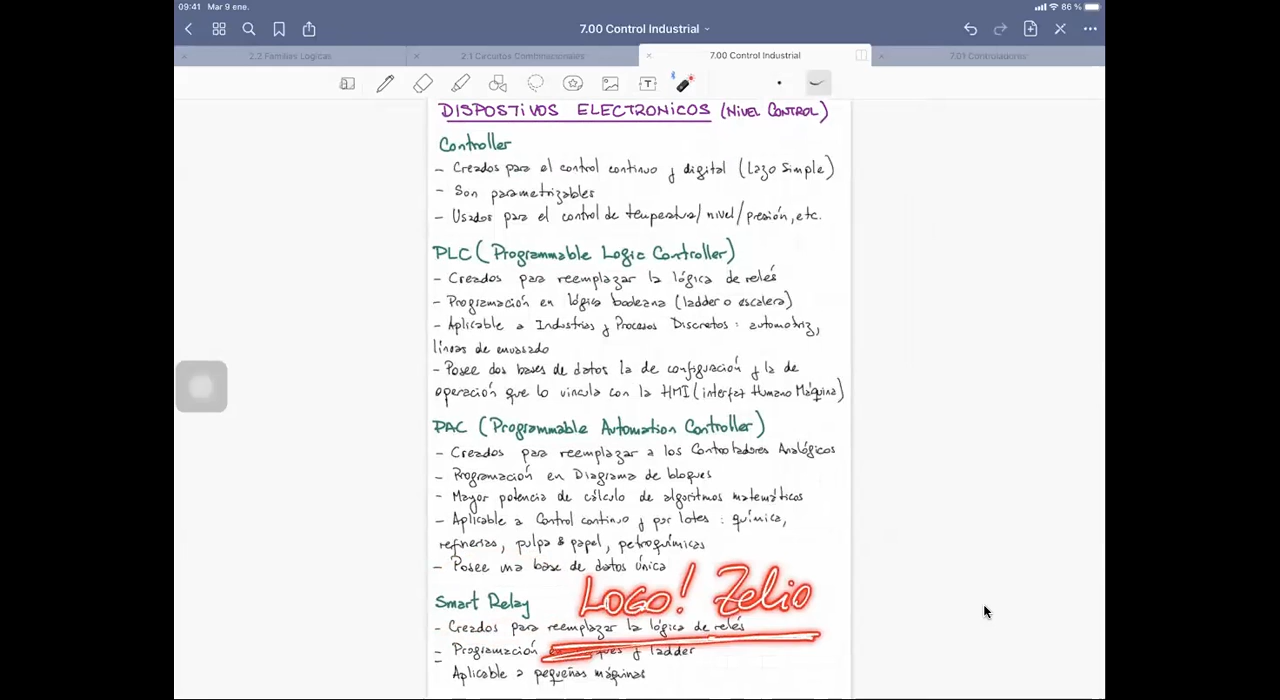 09:41 Mar 9 ene.
86 %
7.00 Control Industrial
2.2 Familias Logicas
2.1 Circuitos Combinacionales
7.00 Control Industrial
7.01 Controladores
DISPOSTIVOS ELECTRONICOS (NIVEL CONTROL)
Controller
- Creados para el control continuo y digital (Lazo Simple)
- Son parametrizables
- Usados para el control de temperatura/nivel/presión, etc.
PLC (Programmable Logic Controller)
- Creados para reemplazar la lógica de relés
- Programación en lógica booleana (ladder o escalera)
- Aplicable a Industrias y Procesos Discretos: automotriz,
líneas de envasado
- Posee dos bases de datos la de configuración y la de
operación que lo vincula con la HMI (interfaz Humano Máquina)
PAC (Programmable Automation Controller)
- Creados para reemplazar a los Controladores Analógicos
- Programación en Diagrama de bloques
- Mayor potencia de cálculo de algoritmos matemáticos
- Aplicable a Control continuo y por lotes: química,
refinerías, pulpa & papel, petroquímicas
- Posee una base de datos única
LOGO! Zelio
Smart Relay
- Creados para reemplazar la lógica de relés
- Programación y ladder
- Aplicable a pequeñas máquinas